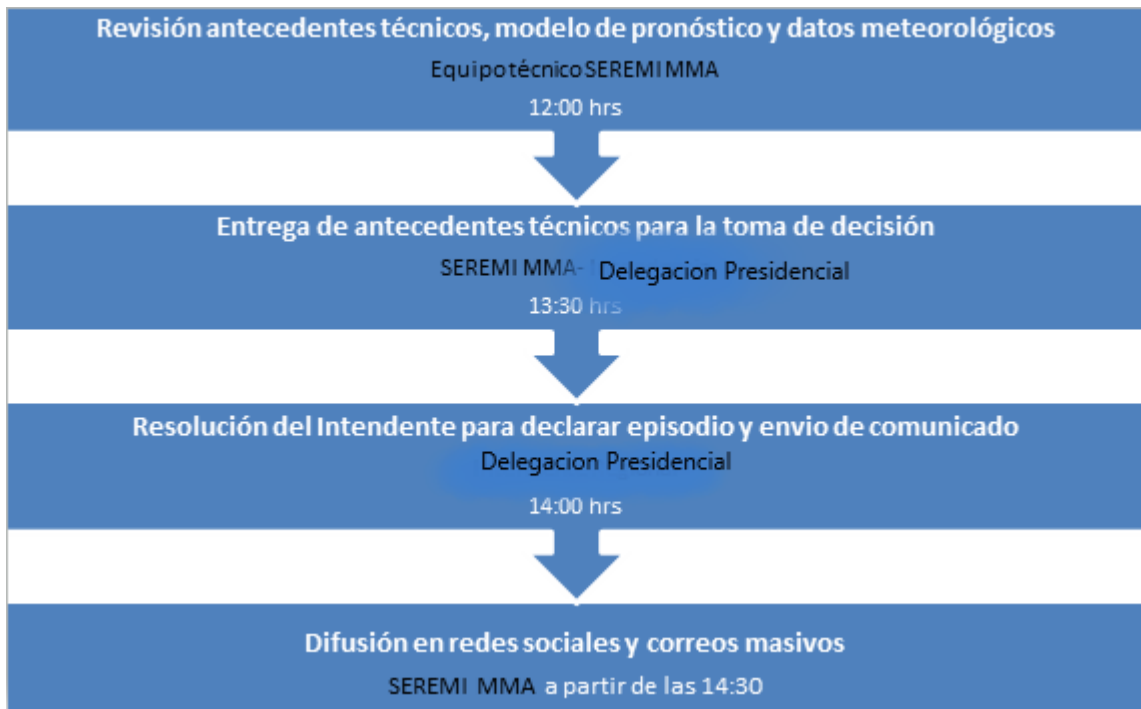 Revisión antecedentes técnicos, modelo de pronóstico y datos meteorológicos
Equipo técnico SEREMI MMA
12:00 hrs
Entrega de antecedentes técnicos para la toma de decisión
SEREMI MMA- Delegacion Presidencial
13:30 hrs
Resolución del Intendente para declarar episodio y envio de comunicado
Delegacion Presidencial
14:00 hrs
Difusión en redes sociales y correos masivos
SEREMI MMA a partir de las 14:30